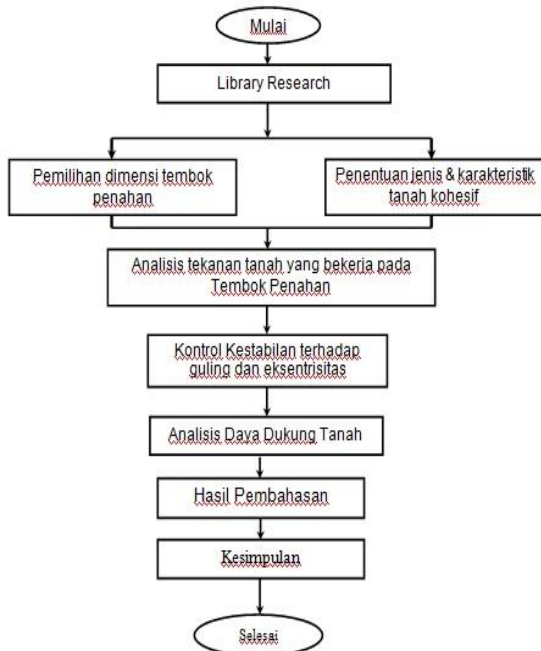 Mulai
Library Research
Pemilihan dimensi tembok
penahan
Penentuan jenis & karakteristik
tanah kohesif
Analisis tekanan tanah yang bekerja pada
Tembok Penahan
Kontrol Kestabilan terhadap
guling dan eksentrisitas
Analisis Daya Dukung Tanah
Hasil Pembahasan
Kesimpulan
Selesai